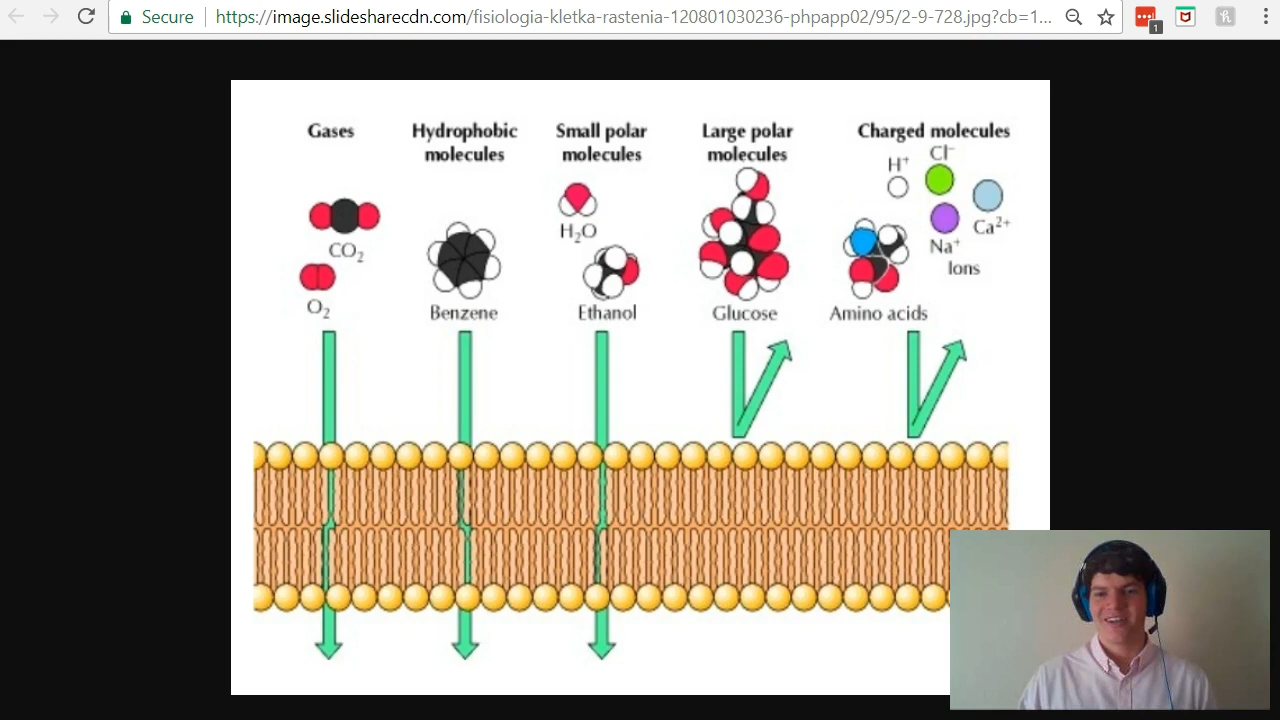 Secure
https://image.slidesharecdn.com/fisiologia-kletka-rastenia-120801030236-phpapp02/95/2-9-728.jpg?cb=1...
1
Gases
Hydrophobic
molecules
Small polar
molecules
Large polar
molecules
Charged molecules
CO₂
O₂
Benzene
H₂O
Ethanol
Glucose
H⁺
Cl⁻
Ca²⁺
Na⁺
Ions
Amino acids